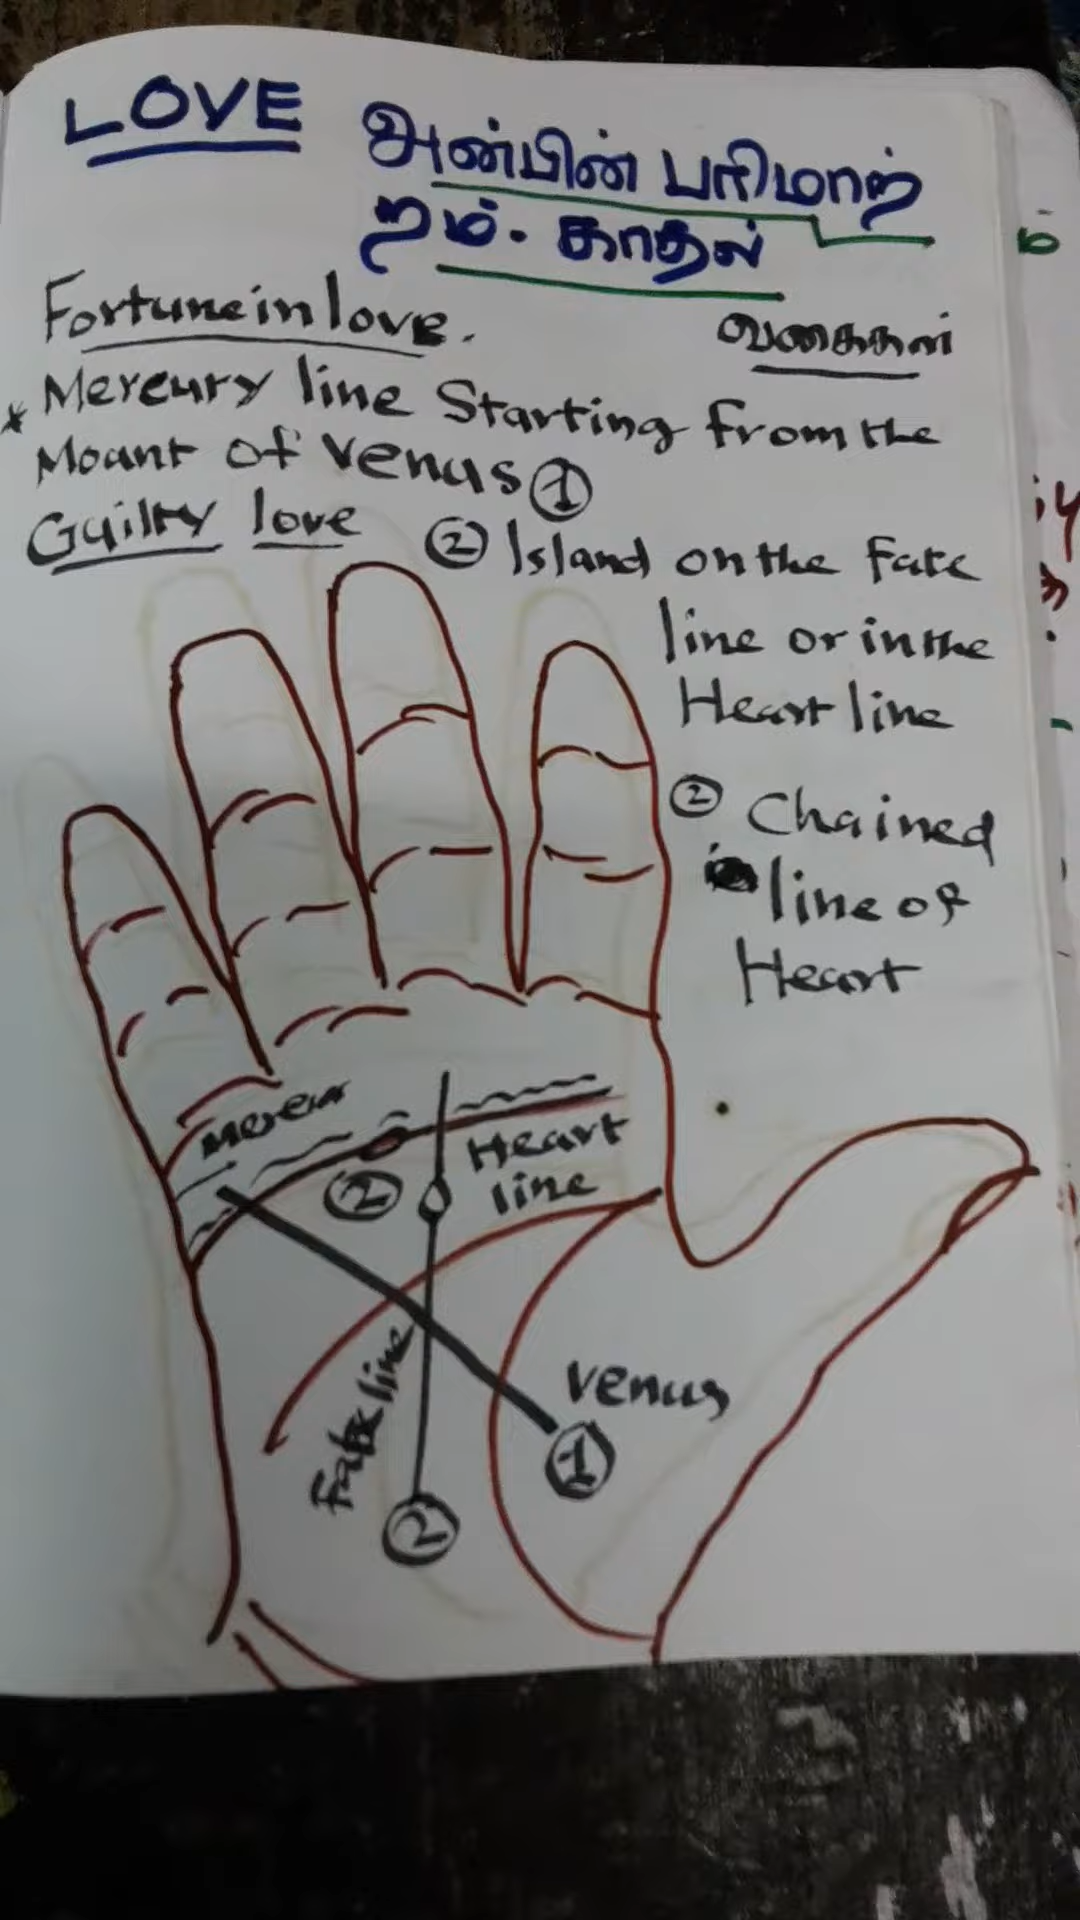 LOVE
அன்பின் பரிமாற்
றம். காதல்
Fortune in love.
வகைகள்
* Mercury line Starting from the
Mount of Venus ①
Guilty love
② Island on the Fate
line or in the
Heart line
② Chained
line of
Heart
Heart
line
②
Fate line
Venus
①
②